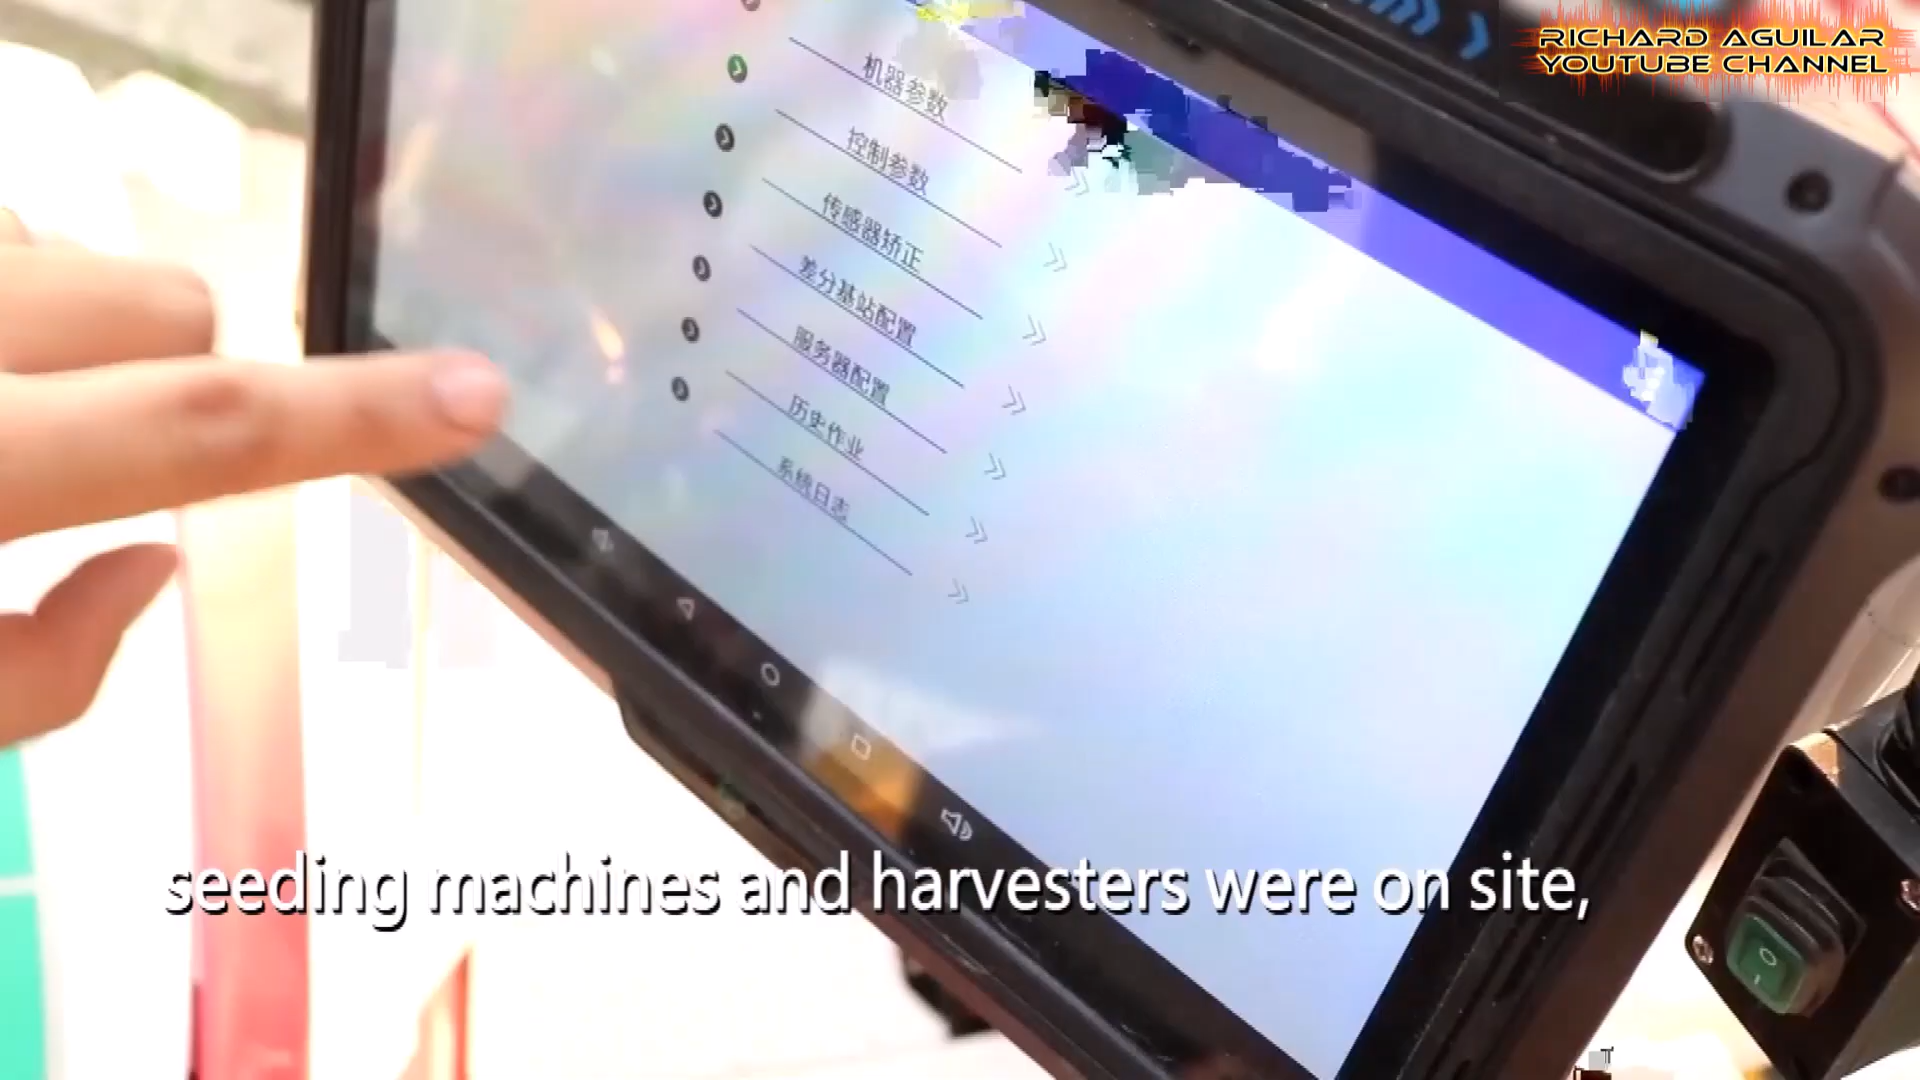 RICHARD AGUILAR
YOUTUBE CHANNEL
机器参数
控制参数
传感器矫正
差分基站配置
服务器配置
历史作业
系统日志
seeding machines and harvesters were on site,